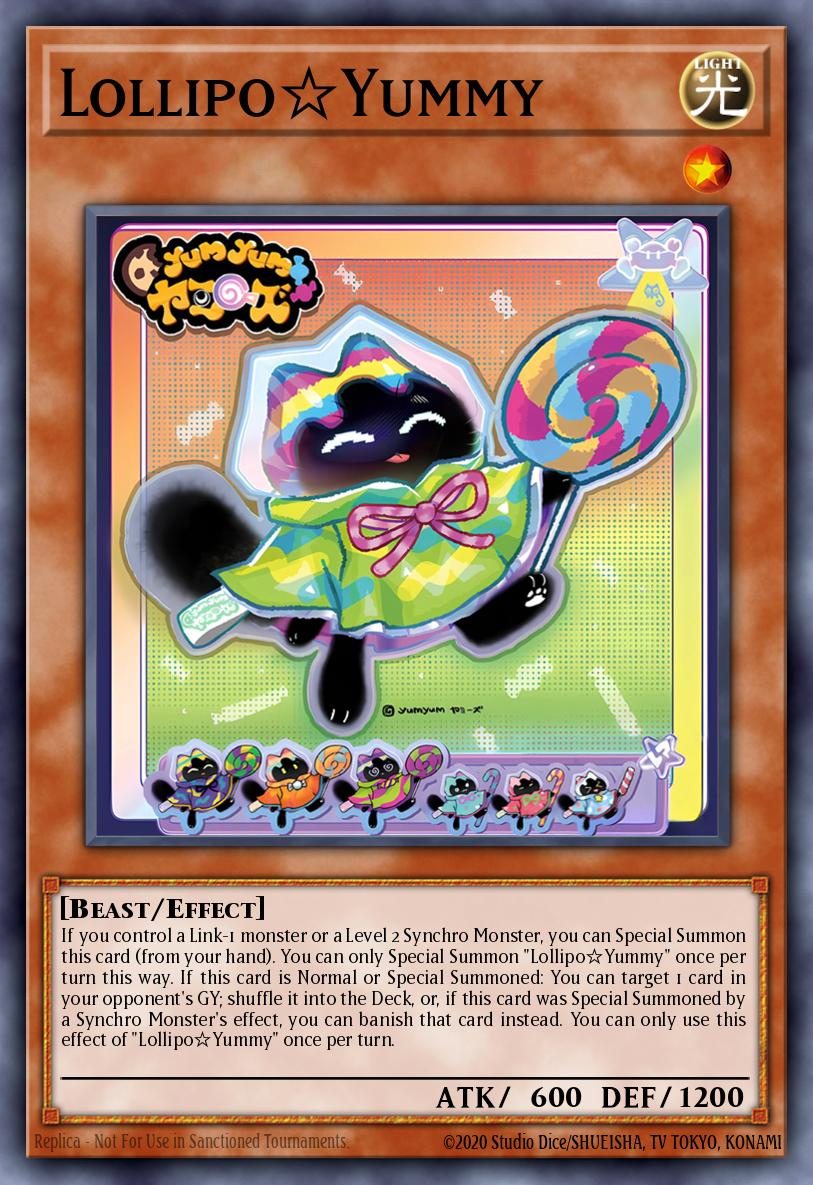 Lollipo☆Yummy
LIGHT
光
yum yum
ヤミーズ
© yumyum ヤミーズ
[Beast/Effect]
If you control a Link-1 monster or a Level 2 Synchro Monster, you can Special Summon
this card (from your hand). You can only Special Summon "Lollipo☆Yummy" once per
turn this way. If this card is Normal or Special Summoned: You can target 1 card in
your opponent's GY; shuffle it into the Deck, or, if this card was Special Summoned by
a Synchro Monster's effect, you can banish that card instead. You can only use this
effect of "Lollipo☆Yummy" once per turn.
ATK/ 600 DEF/1200
Replica - Not For Use in Sanctioned Tournaments.
©2020 Studio Dice/SHUEISHA, TV TOKYO, KONAMI